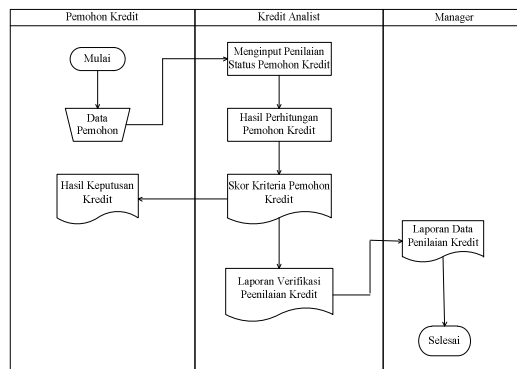 Pemohon Kredit
Kredit Analist
Manager
Mulai
Menginput Penilaian
Status Pemohon Kredit
Data
Pemohon
Hasil Perhitungan
Pemohon Kredit
Hasil Keputusan
Kredit
Skor Kriteria Pemohon
Kredit
Laporan Data
Penilaian Kredit
Laporan Verifikasi
Peenilaian Kredit
Selesai